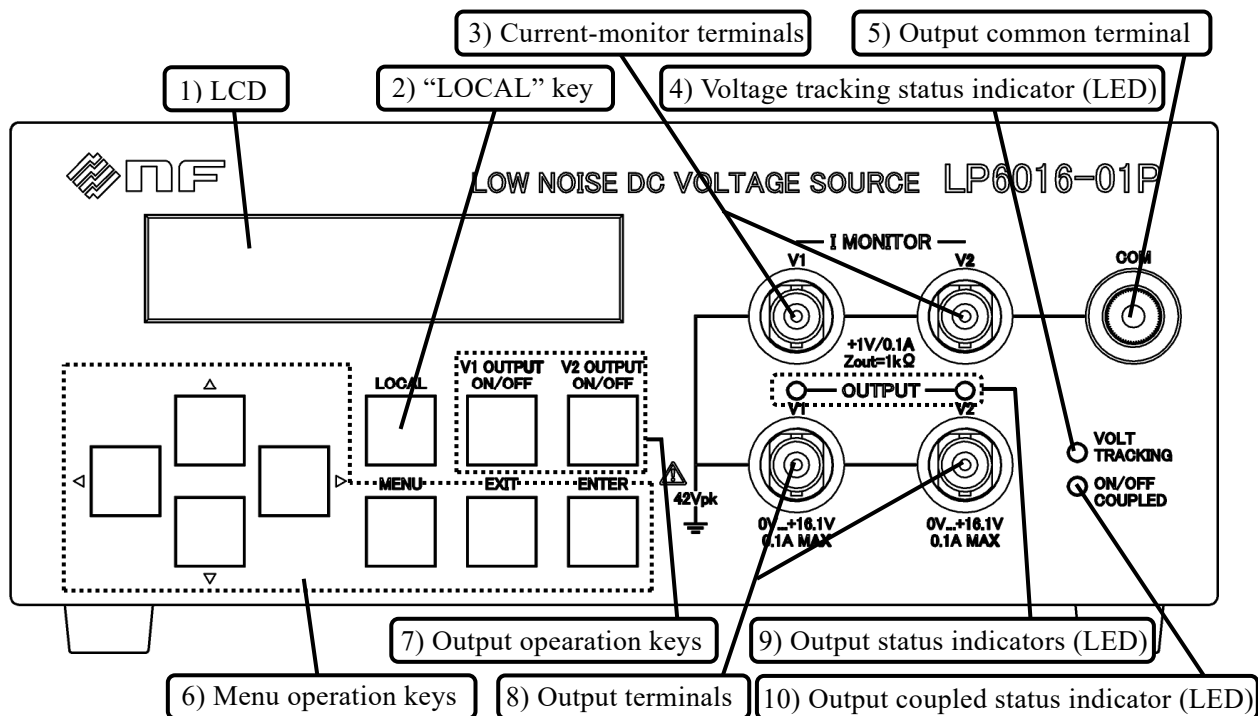 3) Current-monitor terminals
5) Output common terminal
1) LCD
2) “LOCAL” key
4) Voltage tracking status indicator (LED)
NF
LOW NOISE DC VOLTAGE SOURCE LP6016-01P
I MONITOR
V1
V2
COM
+1V/0.1A
Zout=1kΩ
LOCAL
V1 OUTPUT
ON/OFF
V2 OUTPUT
ON/OFF
OUTPUT
V1
V2
VOLT
TRACKING
ON/OFF
COUPLED
MENU
EXIT
ENTER
42Vpk
0V...+16.1V
0.1A MAX
0V...+16.1V
0.1A MAX
7) Output opearation keys
9) Output status indicators (LED)
6) Menu operation keys
8) Output terminals
10) Output coupled status indicator (LED)